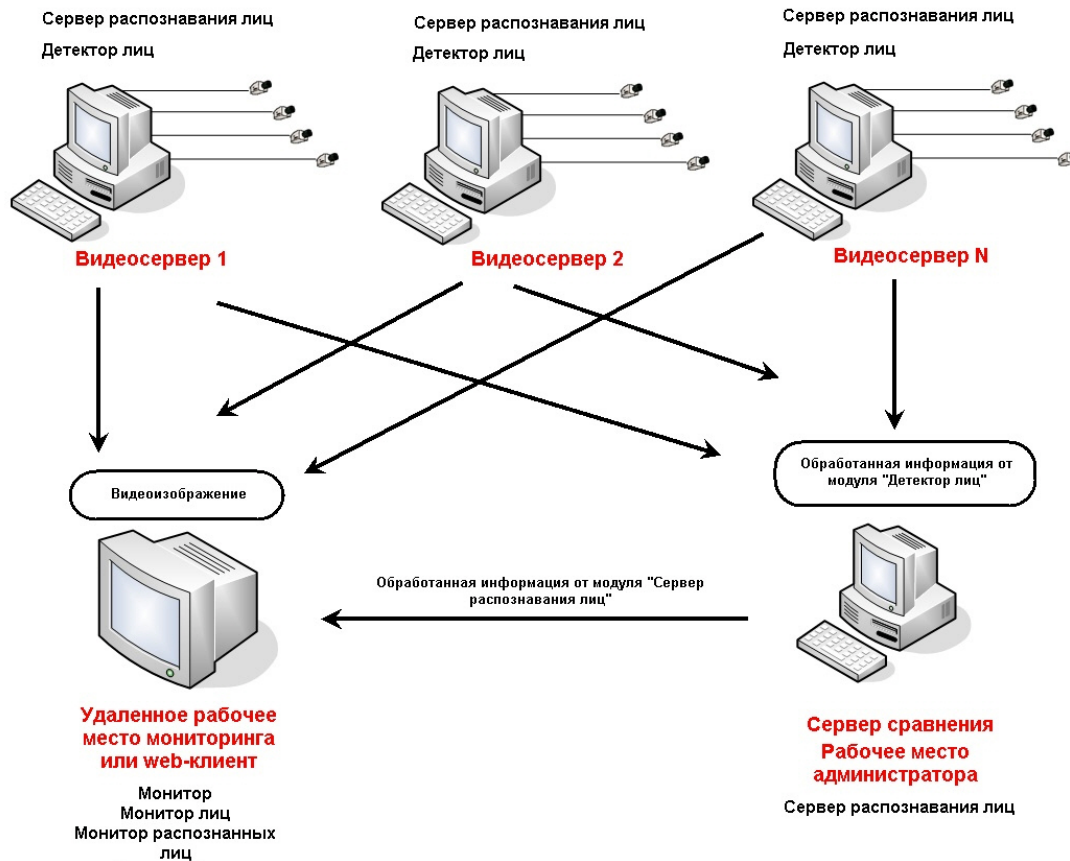 Сервер распознавания лиц
Детектор лиц
Сервер распознавания лиц
Детектор лиц
Сервер распознавания лиц
Детектор лиц
Видеосервер 1
Видеосервер 2
Видеосервер N
Видеоизображение
Обработанная информация от
модуля "Детектор лиц"
Обработанная информация от модуля "Сервер
распознавания лиц"
Удаленное рабочее
место мониторинга
или web-клиент
Монитор
Монитор лиц
Монитор распознанных
лиц
Сервер сравнения
Рабочее место
администратора
Сервер распознавания лиц